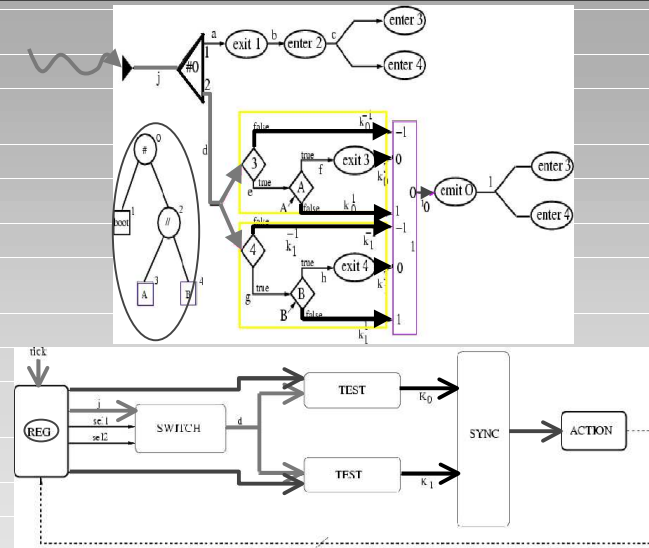 a
exit 1
b
enter 2
c
enter 3
enter 4
#0
1
2
j
d
false
3
true
e
true
A
A
false
f
exit 3
-1
0
1
0
-1
0
1
1
emit 0
1
enter 3
enter 4
#
0
boot
1
//
2
A
3
B
4
false
4
true
g
true
B
B
false
h
exit 4
tick
REG
j
sel1
sel2
SWITCH
d
TEST
TEST
K0
K1
SYNC
ACTION